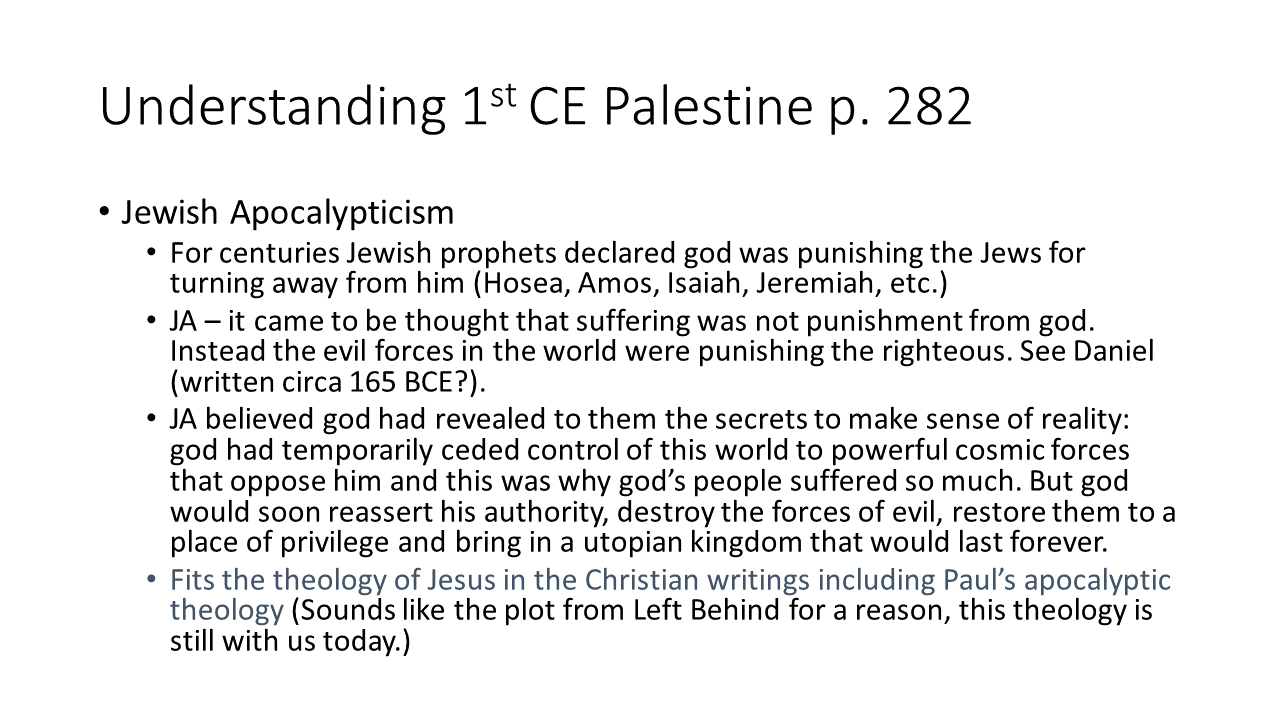 Understanding 1st CE Palestine p. 282
• Jewish Apocalypticism
• For centuries Jewish prophets declared god was punishing the Jews for
turning away from him (Hosea, Amos, Isaiah, Jeremiah, etc.)
• JA – it came to be thought that suffering was not punishment from god.
Instead the evil forces in the world were punishing the righteous. See Daniel
(written circa 165 BCE?).
• JA believed god had revealed to them the secrets to make sense of reality:
god had temporarily ceded control of this world to powerful cosmic forces
that oppose him and this was why god’s people suffered so much. But god
would soon reassert his authority, destroy the forces of evil, restore them to a
place of privilege and bring in a utopian kingdom that would last forever.
• Fits the theology of Jesus in the Christian writings including Paul’s apocalyptic
theology (Sounds like the plot from Left Behind for a reason, this theology is
still with us today.)